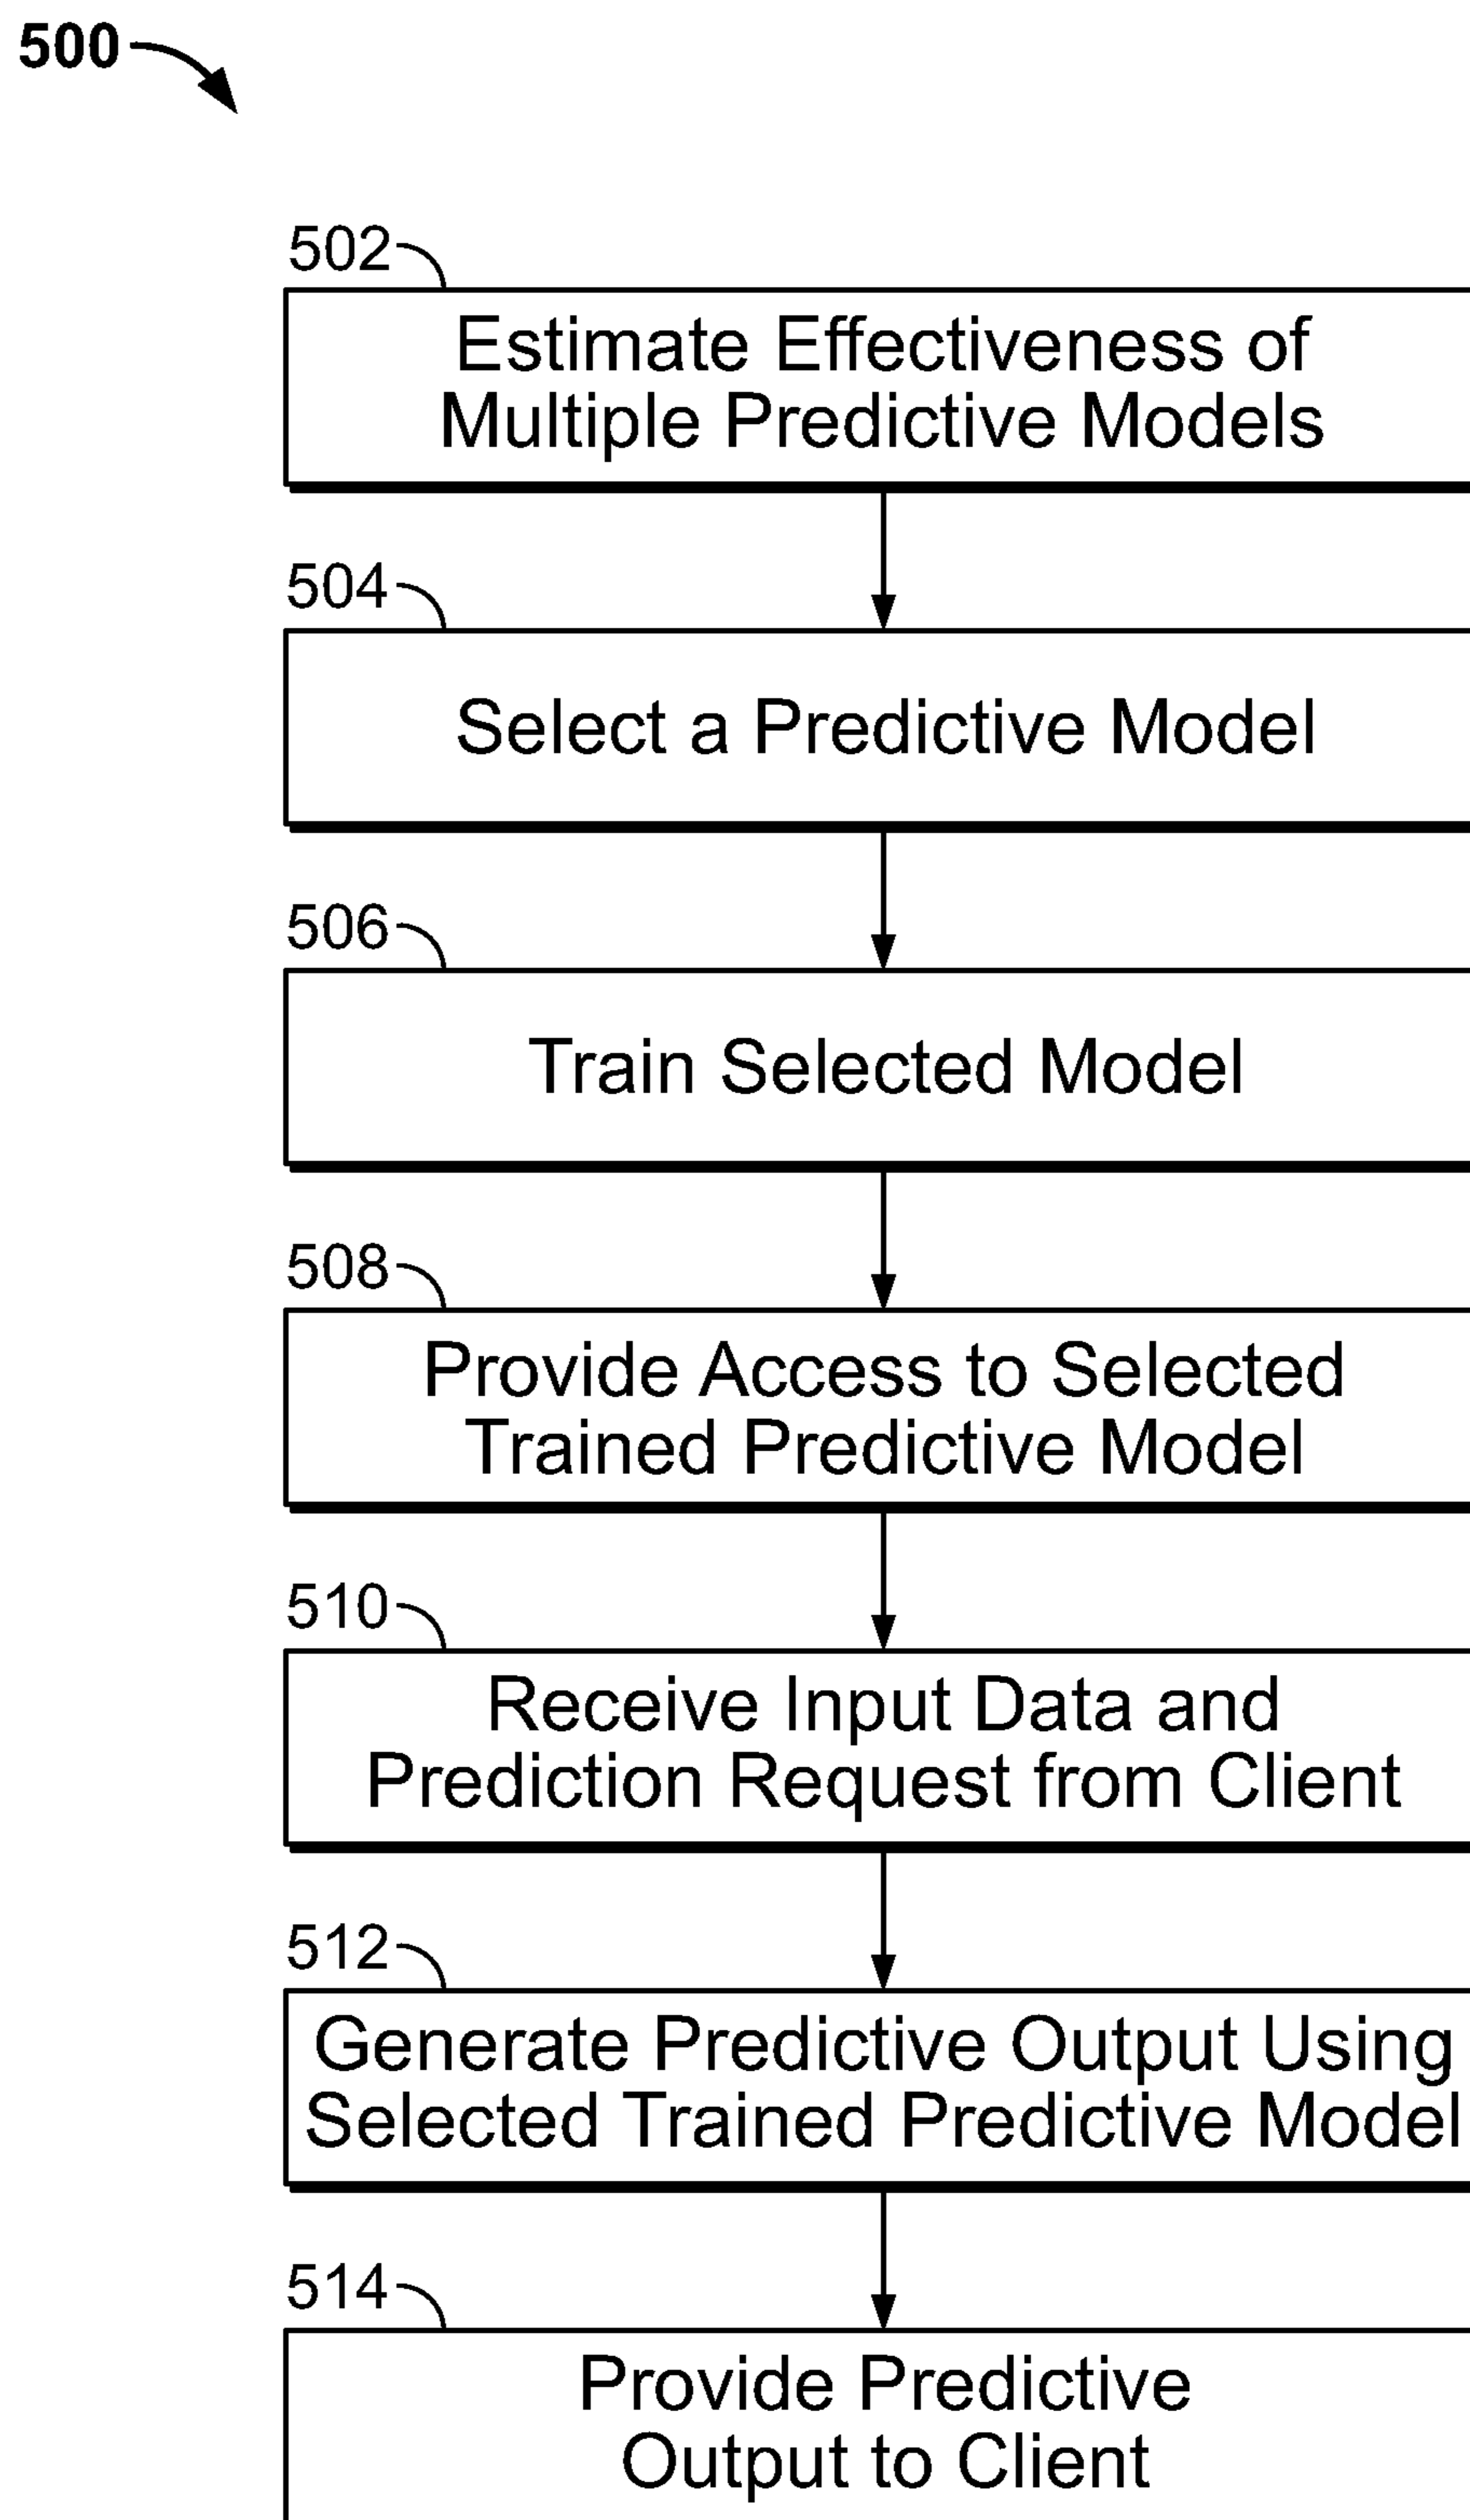 500
502
Estimate Effectiveness of
Multiple Predictive Models
504
Select a Predictive Model
506
Train Selected Model
508
Provide Access to Selected
Trained Predictive Model
510
Receive Input Data and
Prediction Request from Client
512
Generate Predictive Output Using
Selected Trained Predictive Model
514
Provide Predictive
Output to Client